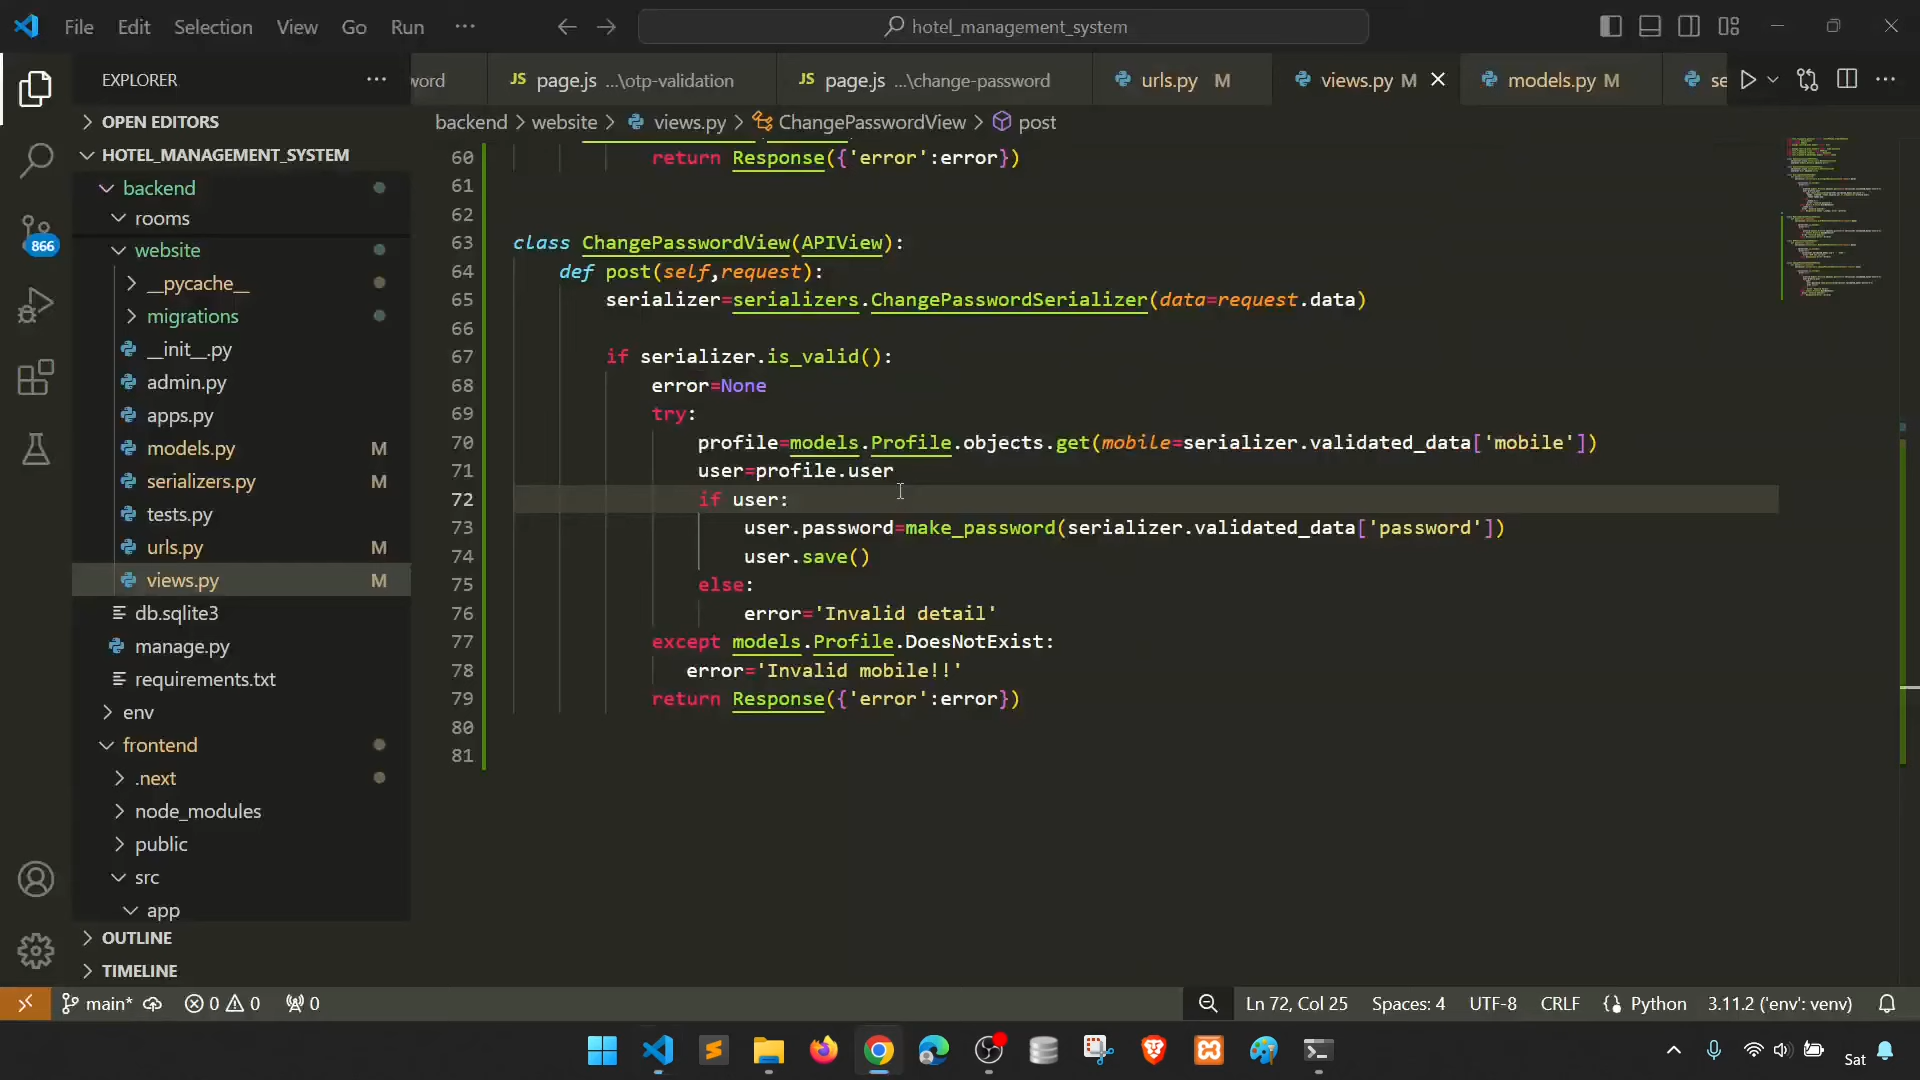 File Edit Selection View Go Run ···
hotel_management_system
EXPLORER ···
ord
JS page.js ...\otp-validation
JS page.js ...\change-password
urls.py M
views.py M
models.py M
se
OPEN EDITORS
HOTEL_MANAGEMENT_SYSTEM
backend
rooms
website
__pycache__
migrations
__init__.py
admin.py
apps.py
models.py M
serializers.py M
tests.py
urls.py M
views.py M
db.sqlite3
manage.py
requirements.txt
env
frontend
.next
node_modules
public
src
app
OUTLINE
TIMELINE
866
backend > website > views.py > ChangePasswordView > post
60 return Response({'error':error})
61
62
63 class ChangePasswordView(APIView):
64 def post(self,request):
65 serializer=serializers.ChangePasswordSerializer(data=request.data)
66
67 if serializer.is_valid():
68 error=None
69 try:
70 profile=models.Profile.objects.get(mobile=serializer.validated_data['mobile'])
71 user=profile.user
72 if user:
73 user.password=make_password(serializer.validated_data['password'])
74 user.save()
75 else:
76 error='Invalid detail'
77 except models.Profile.DoesNotExist:
78 error='Invalid mobile!!'
79 return Response({'error':error})
80
81
main* 0 0 0
Ln 72, Col 25 Spaces: 4 UTF-8 CRLF Python 3.11.2 ('env': venv)
Sat